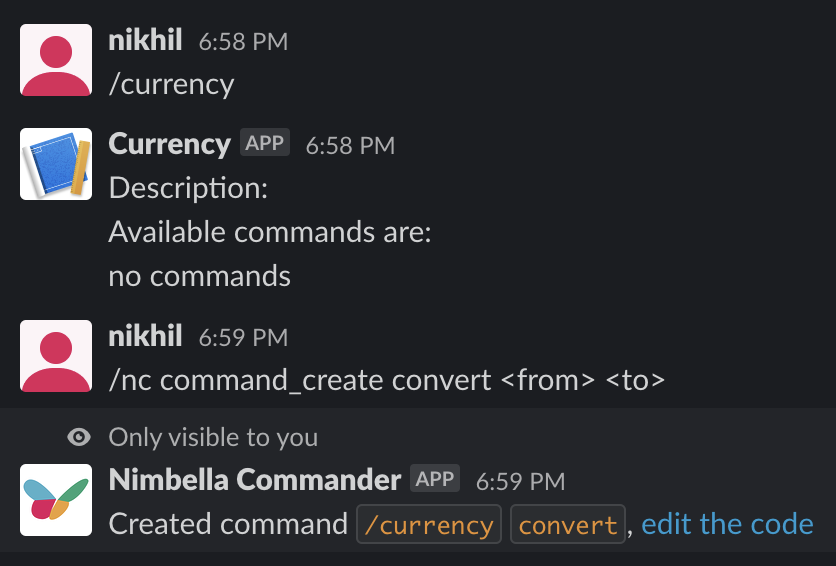 nikhil 6:58 PM
/currency
Currency APP 6:58 PM
Description:
Available commands are:
no commands
nikhil 6:59 PM
/nc command_create convert <from> <to>
Only visible to you
Nimbella Commander APP 6:59 PM
Created command /currency convert, edit the code